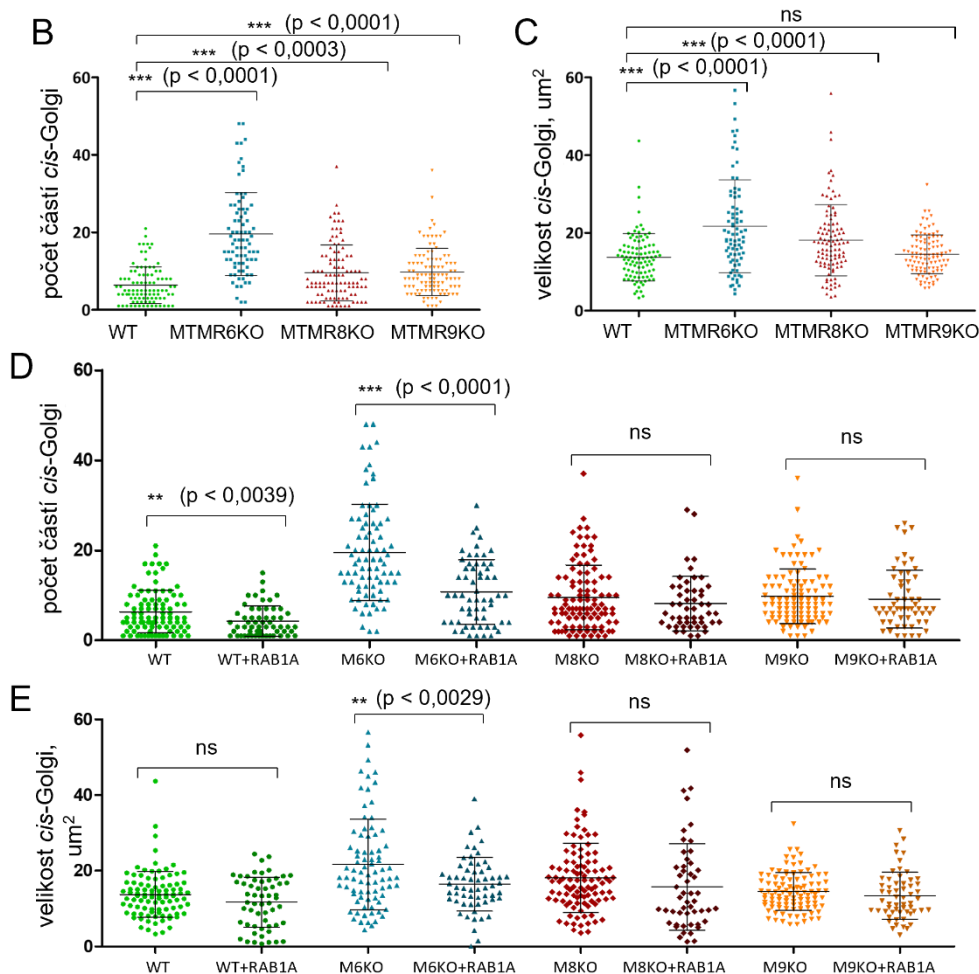 B
*** (p < 0,0001)
*** (p < 0,0003)
*** (p < 0,0001)
počet částí cis-Golgi
60
40
20
0
WT MTMR6KO MTMR8KO MTMR9KO
C
ns
*** (p < 0,0001)
*** (p < 0,0001)
velikost cis-Golgi, um²
60
40
20
0
WT MTMR6KO MTMR8KO MTMR9KO
D
počet částí cis-Golgi
60
40
20
0
** (p < 0,0039)
*** (p < 0,0001)
ns
ns
WT WT+RAB1A M6KO M6KO+RAB1A M8KO M8KO+RAB1A M9KO M9KO+RAB1A
E
velikost cis-Golgi,
um²
60
40
20
0
ns
** (p < 0,0029)
ns
ns
WT WT+RAB1A M6KO M6KO+RAB1A M8KO M8KO+RAB1A M9KO M9KO+RAB1A